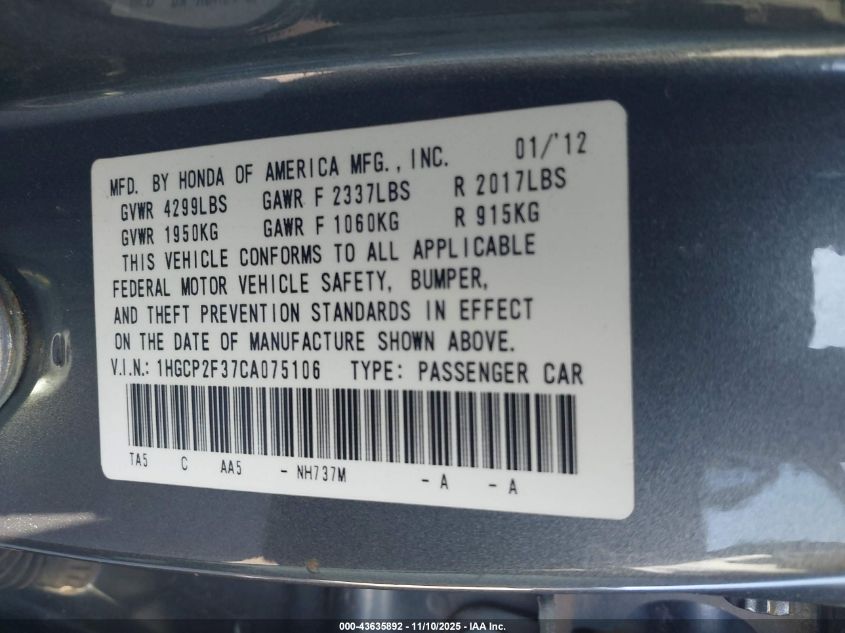 MFD. BY HONDA OF AMERICA MFG., INC. 01/'12
GVWR 4299LBS GAWR F 2337LBS R 2017LBS
GVWR 1950KG GAWR F 1060KG R 915KG
THIS VEHICLE CONFORMS TO ALL APPLICABLE
FEDERAL MOTOR VEHICLE SAFETY, BUMPER,
AND THEFT PREVENTION STANDARDS IN EFFECT
ON THE DATE OF MANUFACTURE SHOWN ABOVE.
V.I.N.: 1HGCP2F37CA075106 TYPE: PASSENGER CAR
TA5 C AA5 - NH737M - A - A
000-43635892 - 11/10/2025 - IAA Inc.